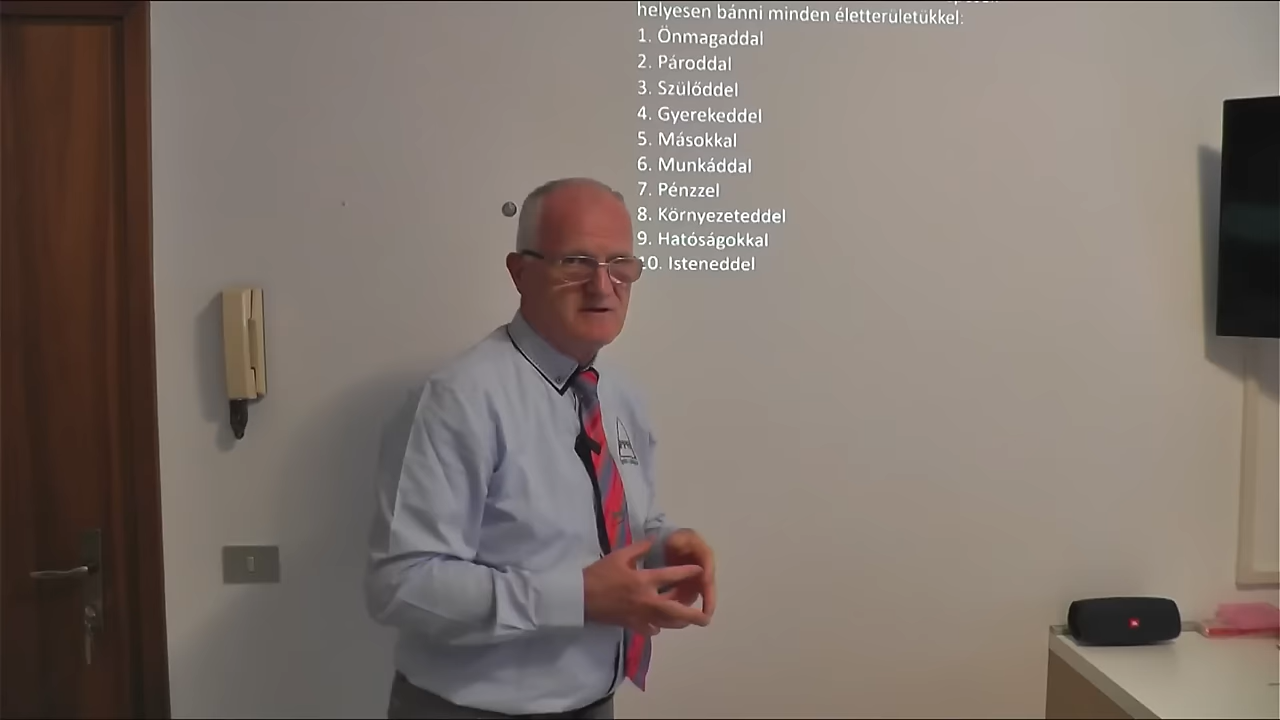 helyesen bánni minden életterületükkel:
1. Önmagaddal
2. Pároddal
3. Szülőddel
4. Gyerekeddel
5. Másokkal
6. Munkáddal
7. Pénzzel
8. Környezeteddel
9. Hatóságokkal
10. Isteneddel
JBL